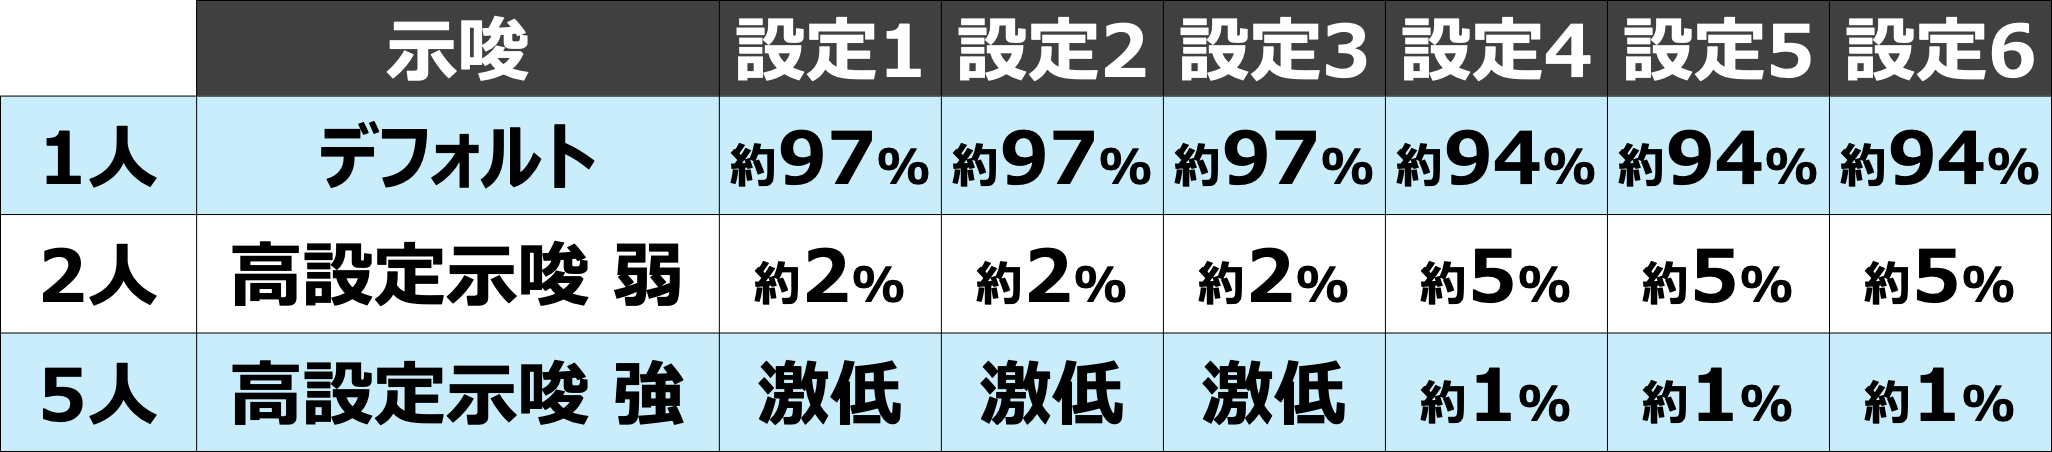 示唆 設定1 設定2 設定3 設定4 設定5 設定6
1人 デフォルト 約97% 約97% 約97% 約94% 約94% 約94%
2人 高設定示唆 弱 約2% 約2% 約2% 約5% 約5% 約5%
5人 高設定示唆 強 激低 激低 激低 約1% 約1% 約1%